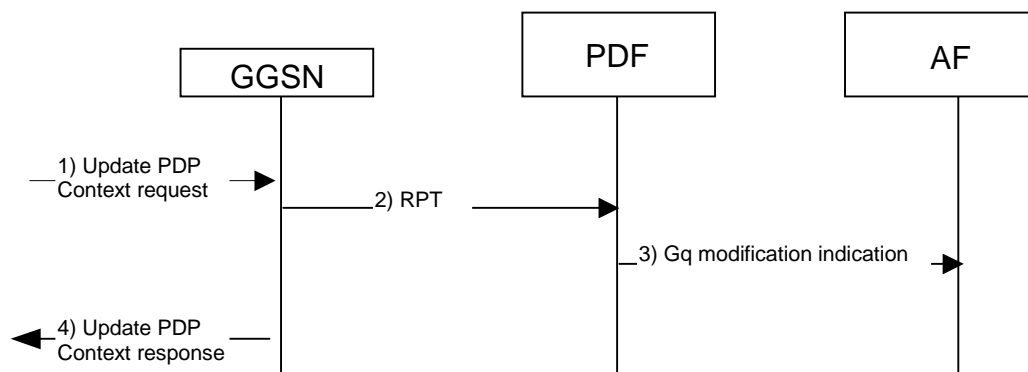 GGSN
PDF
AF
1) Update PDP
Context request
2) RPT
3) Gq modification indication
4) Update PDP
Context response